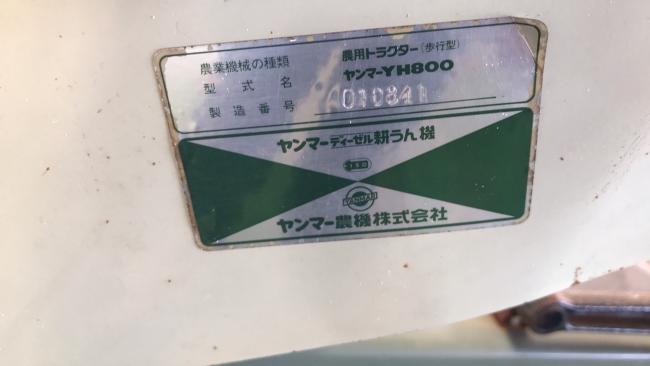 農業機械の種類 農用トラクター(歩行型)
型式名 ヤンマーYH800
製造番号 010841
ヤンマーディーゼル耕うん機
YANMAR
ヤンマー農機株式会社